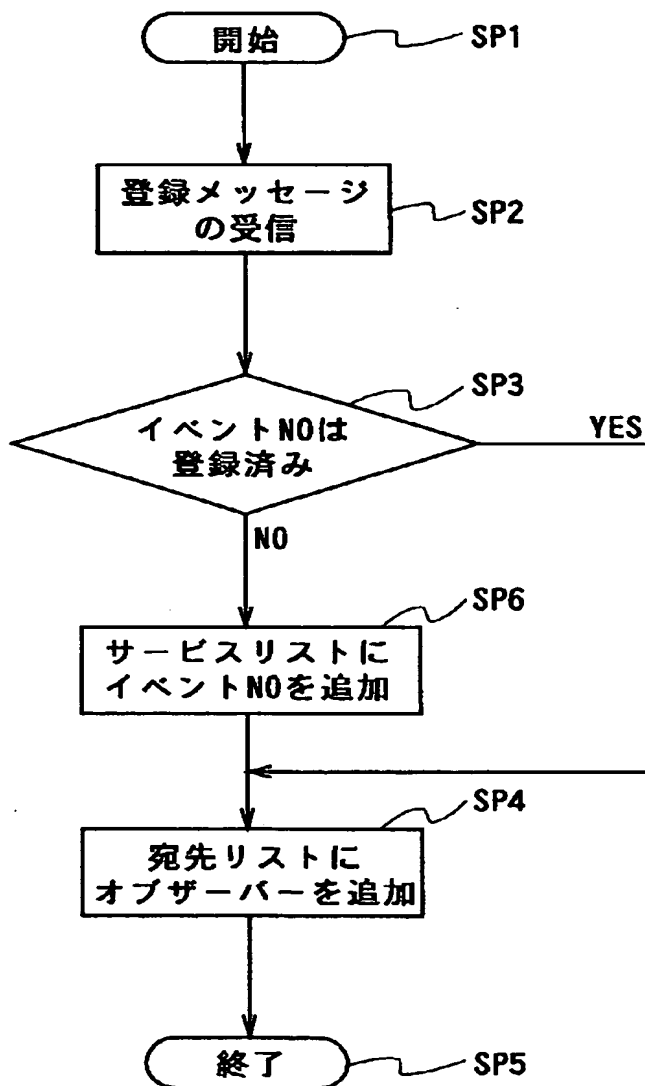 開始
SP1
登録メッセージ
の受信
SP2
SP3
イベントNOは
登録済み
YES
NO
SP6
サービスリストに
イベントNOを追加
SP4
宛先リストに
オブザーバーを追加
終了
SP5